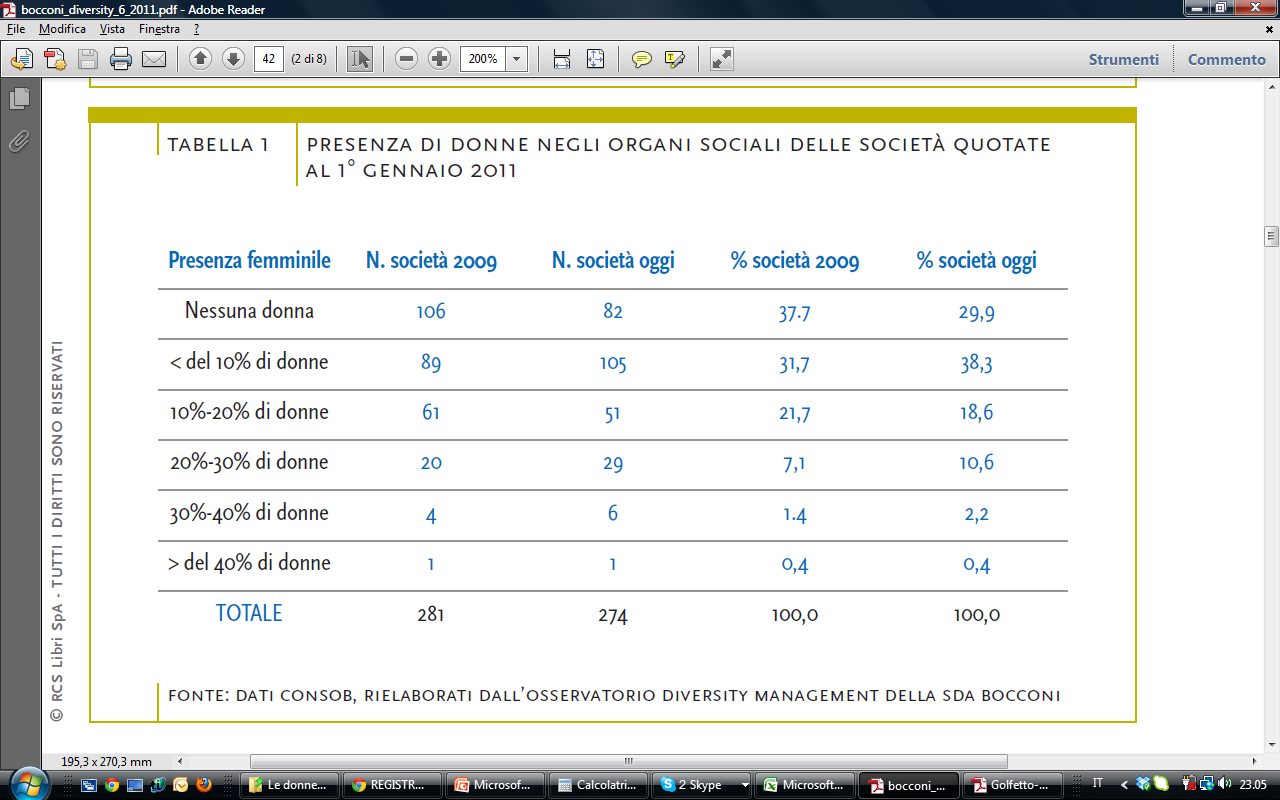 bocconi_diversity_6_2011.pdf - Adobe Reader
File Modifica Vista Finestra ?
42 (2 di 8) 200% Strumenti Commento
TABELLA 1 PRESENZA DI DONNE NEGLI ORGANI SOCIALI DELLE SOCIETÀ QUOTATE
AL 1° GENNAIO 2011
Presenza femminile N. società 2009 N. società oggi % società 2009 % società oggi
Nessuna donna 106 82 37.7 29,9
< del 10% di donne 89 105 31,7 38,3
10%-20% di donne 61 51 21,7 18,6
20%-30% di donne 20 29 7,1 10,6
30%-40% di donne 4 6 1.4 2,2
> del 40% di donne 1 1 0,4 0,4
TOTALE 281 274 100,0 100,0
FONTE: DATI CONSOB, RIELABORATI DALL'OSSERVATORIO DIVERSITY MANAGEMENT DELLA SDA BOCCONI
© RCS Libri SpA - TUTTI I DIRITTI SONO RISERVATI
195,3 x 270,3 mm
Le donne... REGISTR... Microsof... Calcolatri... 2 Skype Microsoft... bocconi_... Golfetto-... IT 23.05